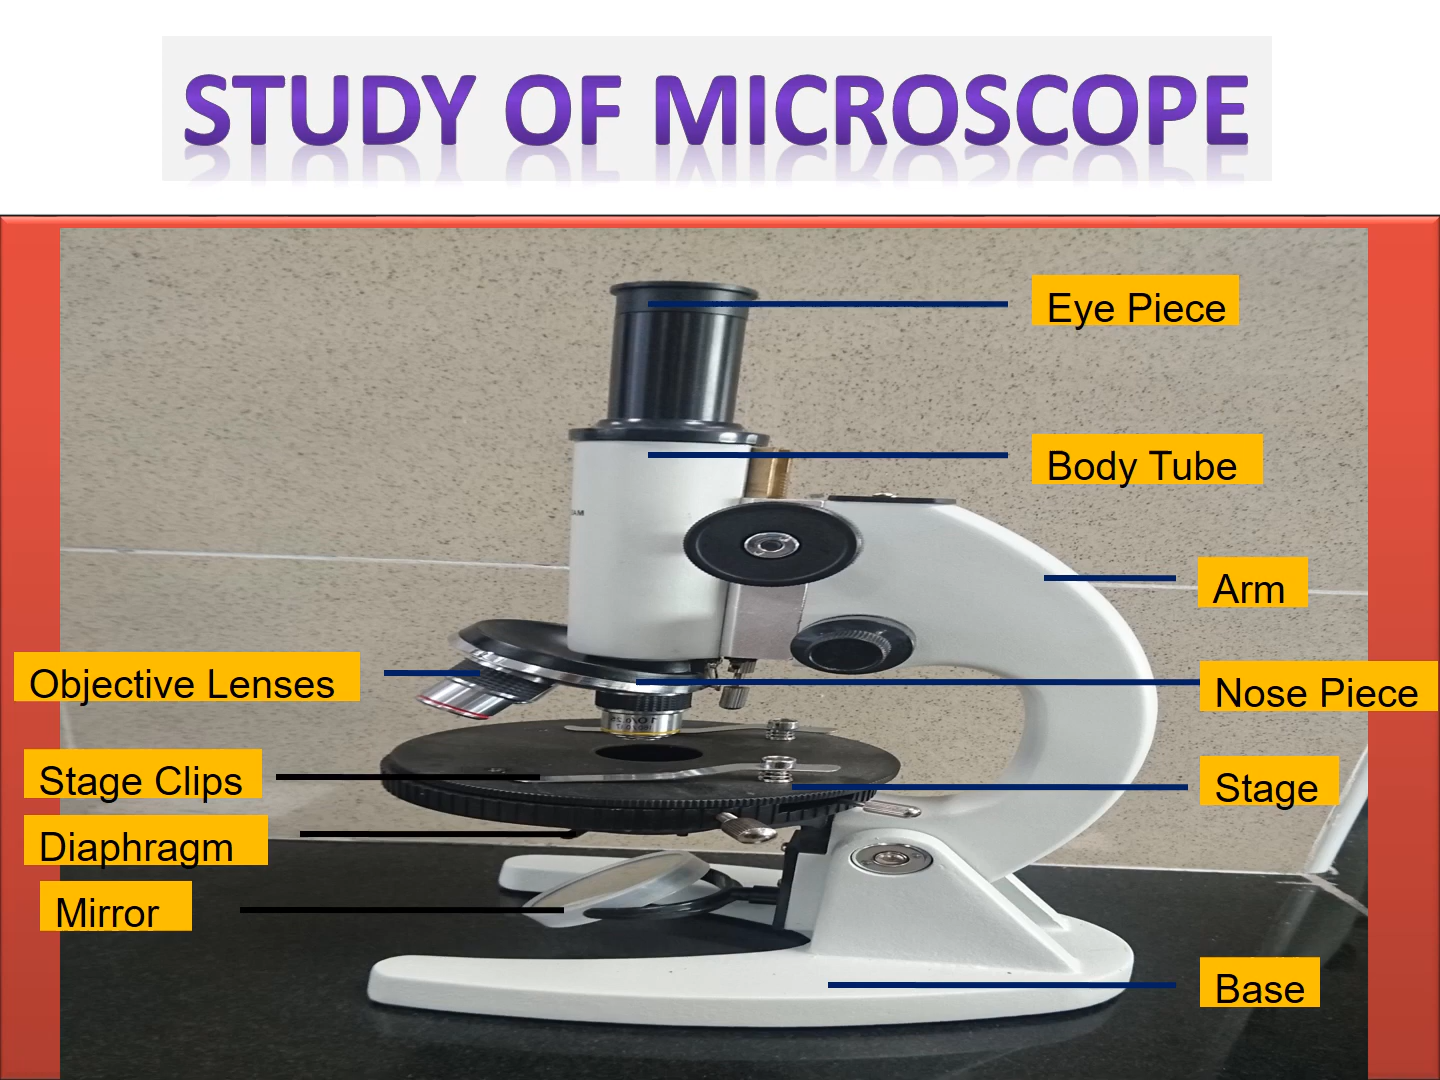 STUDY OF MICROSCOPE
Eye Piece
Body Tube
Arm
Objective Lenses
Nose Piece
Stage Clips
Stage
Diaphragm
Mirror
Base